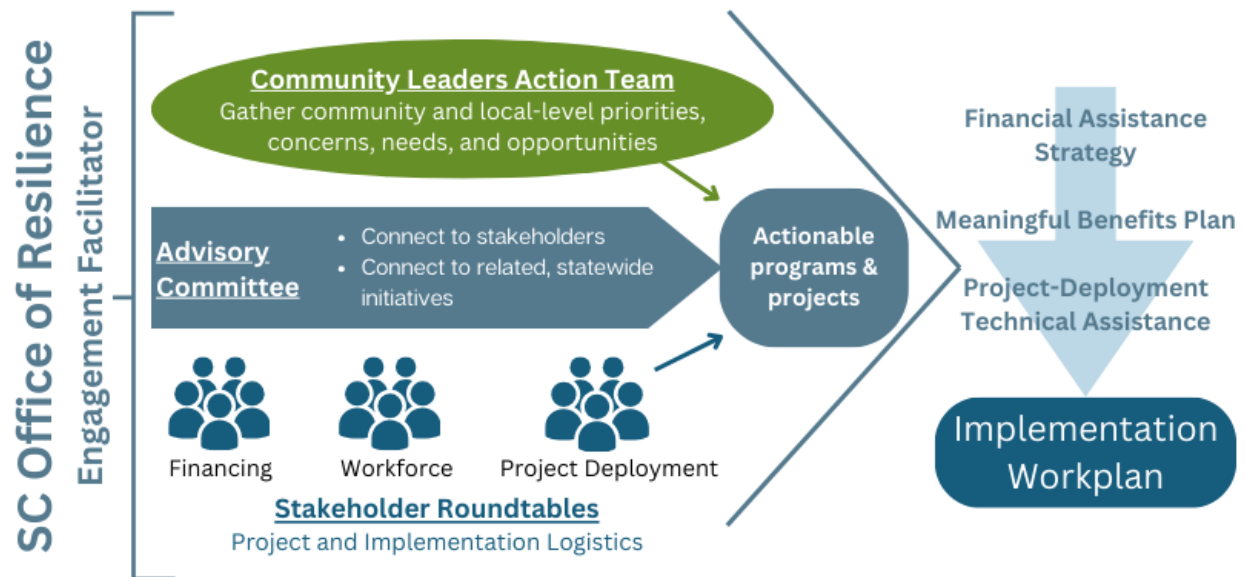 SC Office of Resilience
Engagement Facilitator
Community Leaders Action Team
Gather community and local-level priorities,
concerns, needs, and opportunities
Advisory
Committee
• Connect to stakeholders
• Connect to related, statewide
initiatives
Actionable
programs &
projects
Financing
Workforce
Project Deployment
Stakeholder Roundtables
Project and Implementation Logistics
Financial Assistance
Strategy
Meaningful Benefits Plan
Project-Deployment
Technical Assistance
Implementation
Workplan